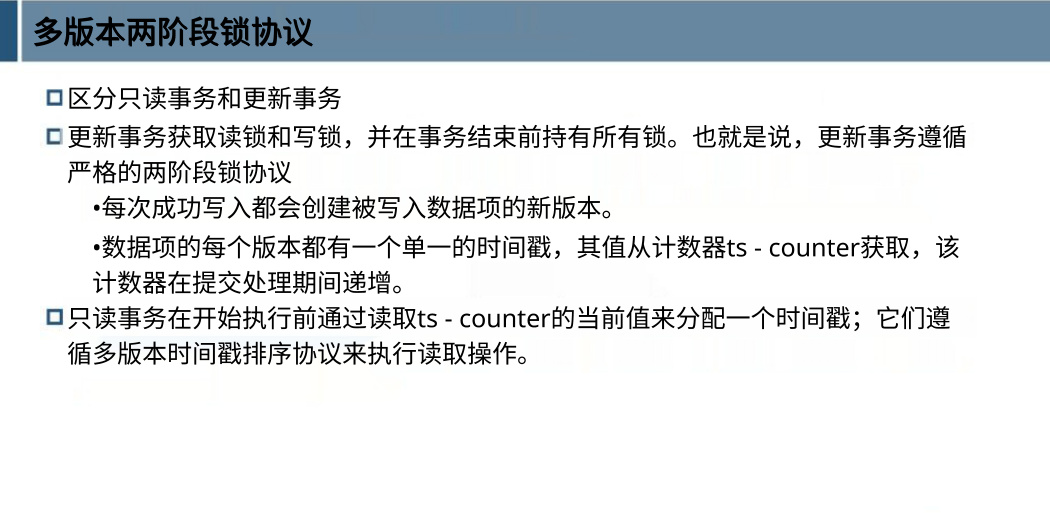 多版本两阶段锁协议
区分只读事务和更新事务
更新事务获取读锁和写锁，并在事务结束前持有所有锁。也就是说，更新事务遵循
严格的两阶段锁协议
•每次成功写入都会创建被写入数据项的新版本。
•数据项的每个版本都有一个单一的时间戳，其值从计数器ts - counter获取，该
计数器在提交处理期间递增。
只读事务在开始执行前通过读取ts - counter的当前值来分配一个时间戳；它们遵
循多版本时间戳排序协议来执行读取操作。